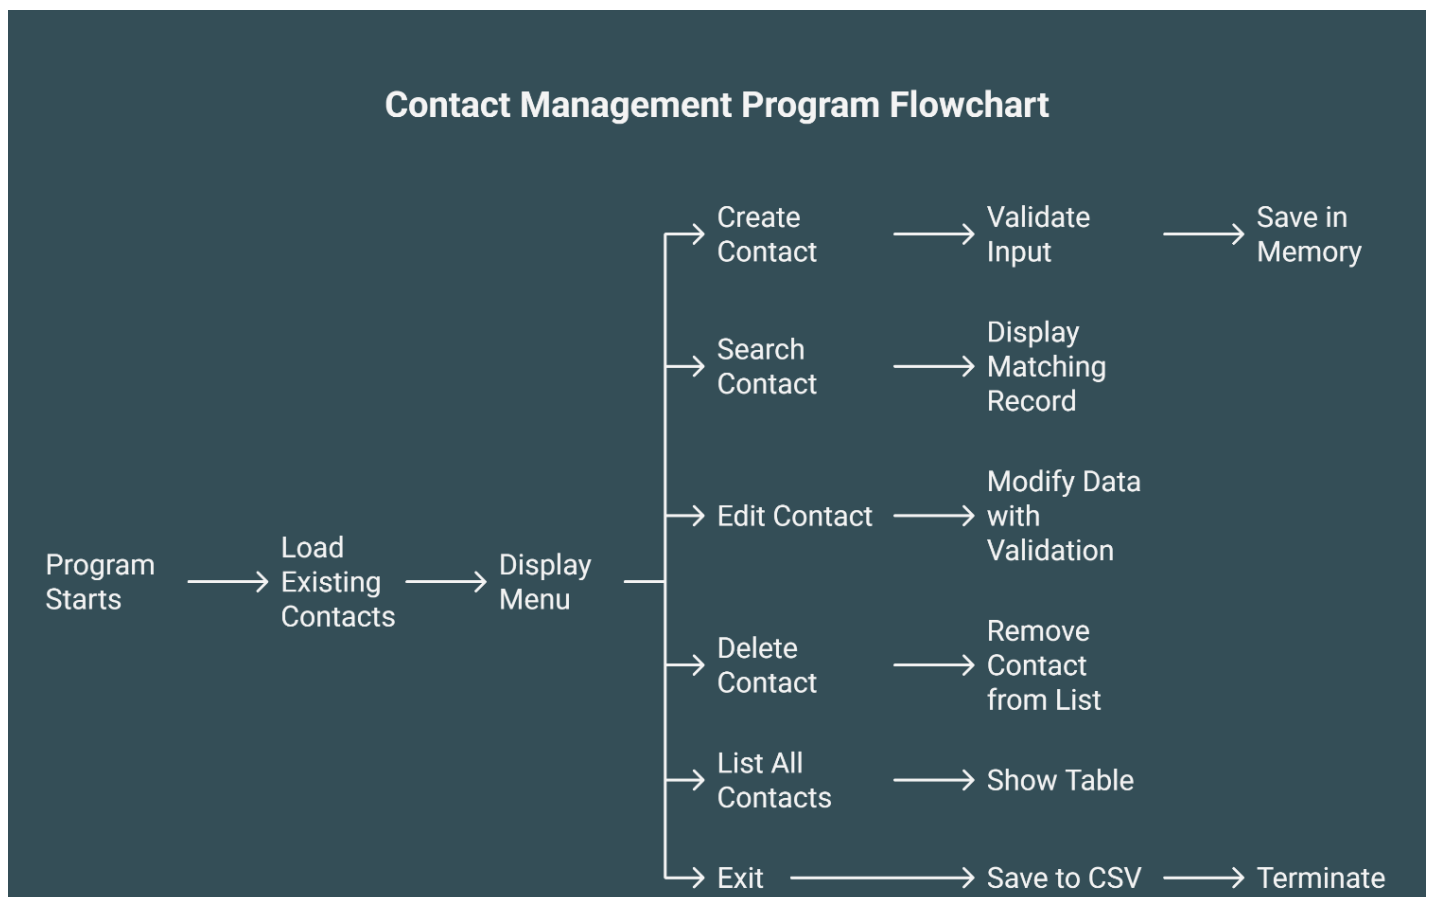 Contact Management Program Flowchart
Program
Starts
Load
Existing
Contacts
Display
Menu
Create
Contact
Validate
Input
Save in
Memory
Search
Contact
Display
Matching
Record
Edit Contact
Modify Data
with
Validation
Delete
Contact
Remove
Contact
from List
List All
Contacts
Show Table
Exit
Save to CSV
Terminate